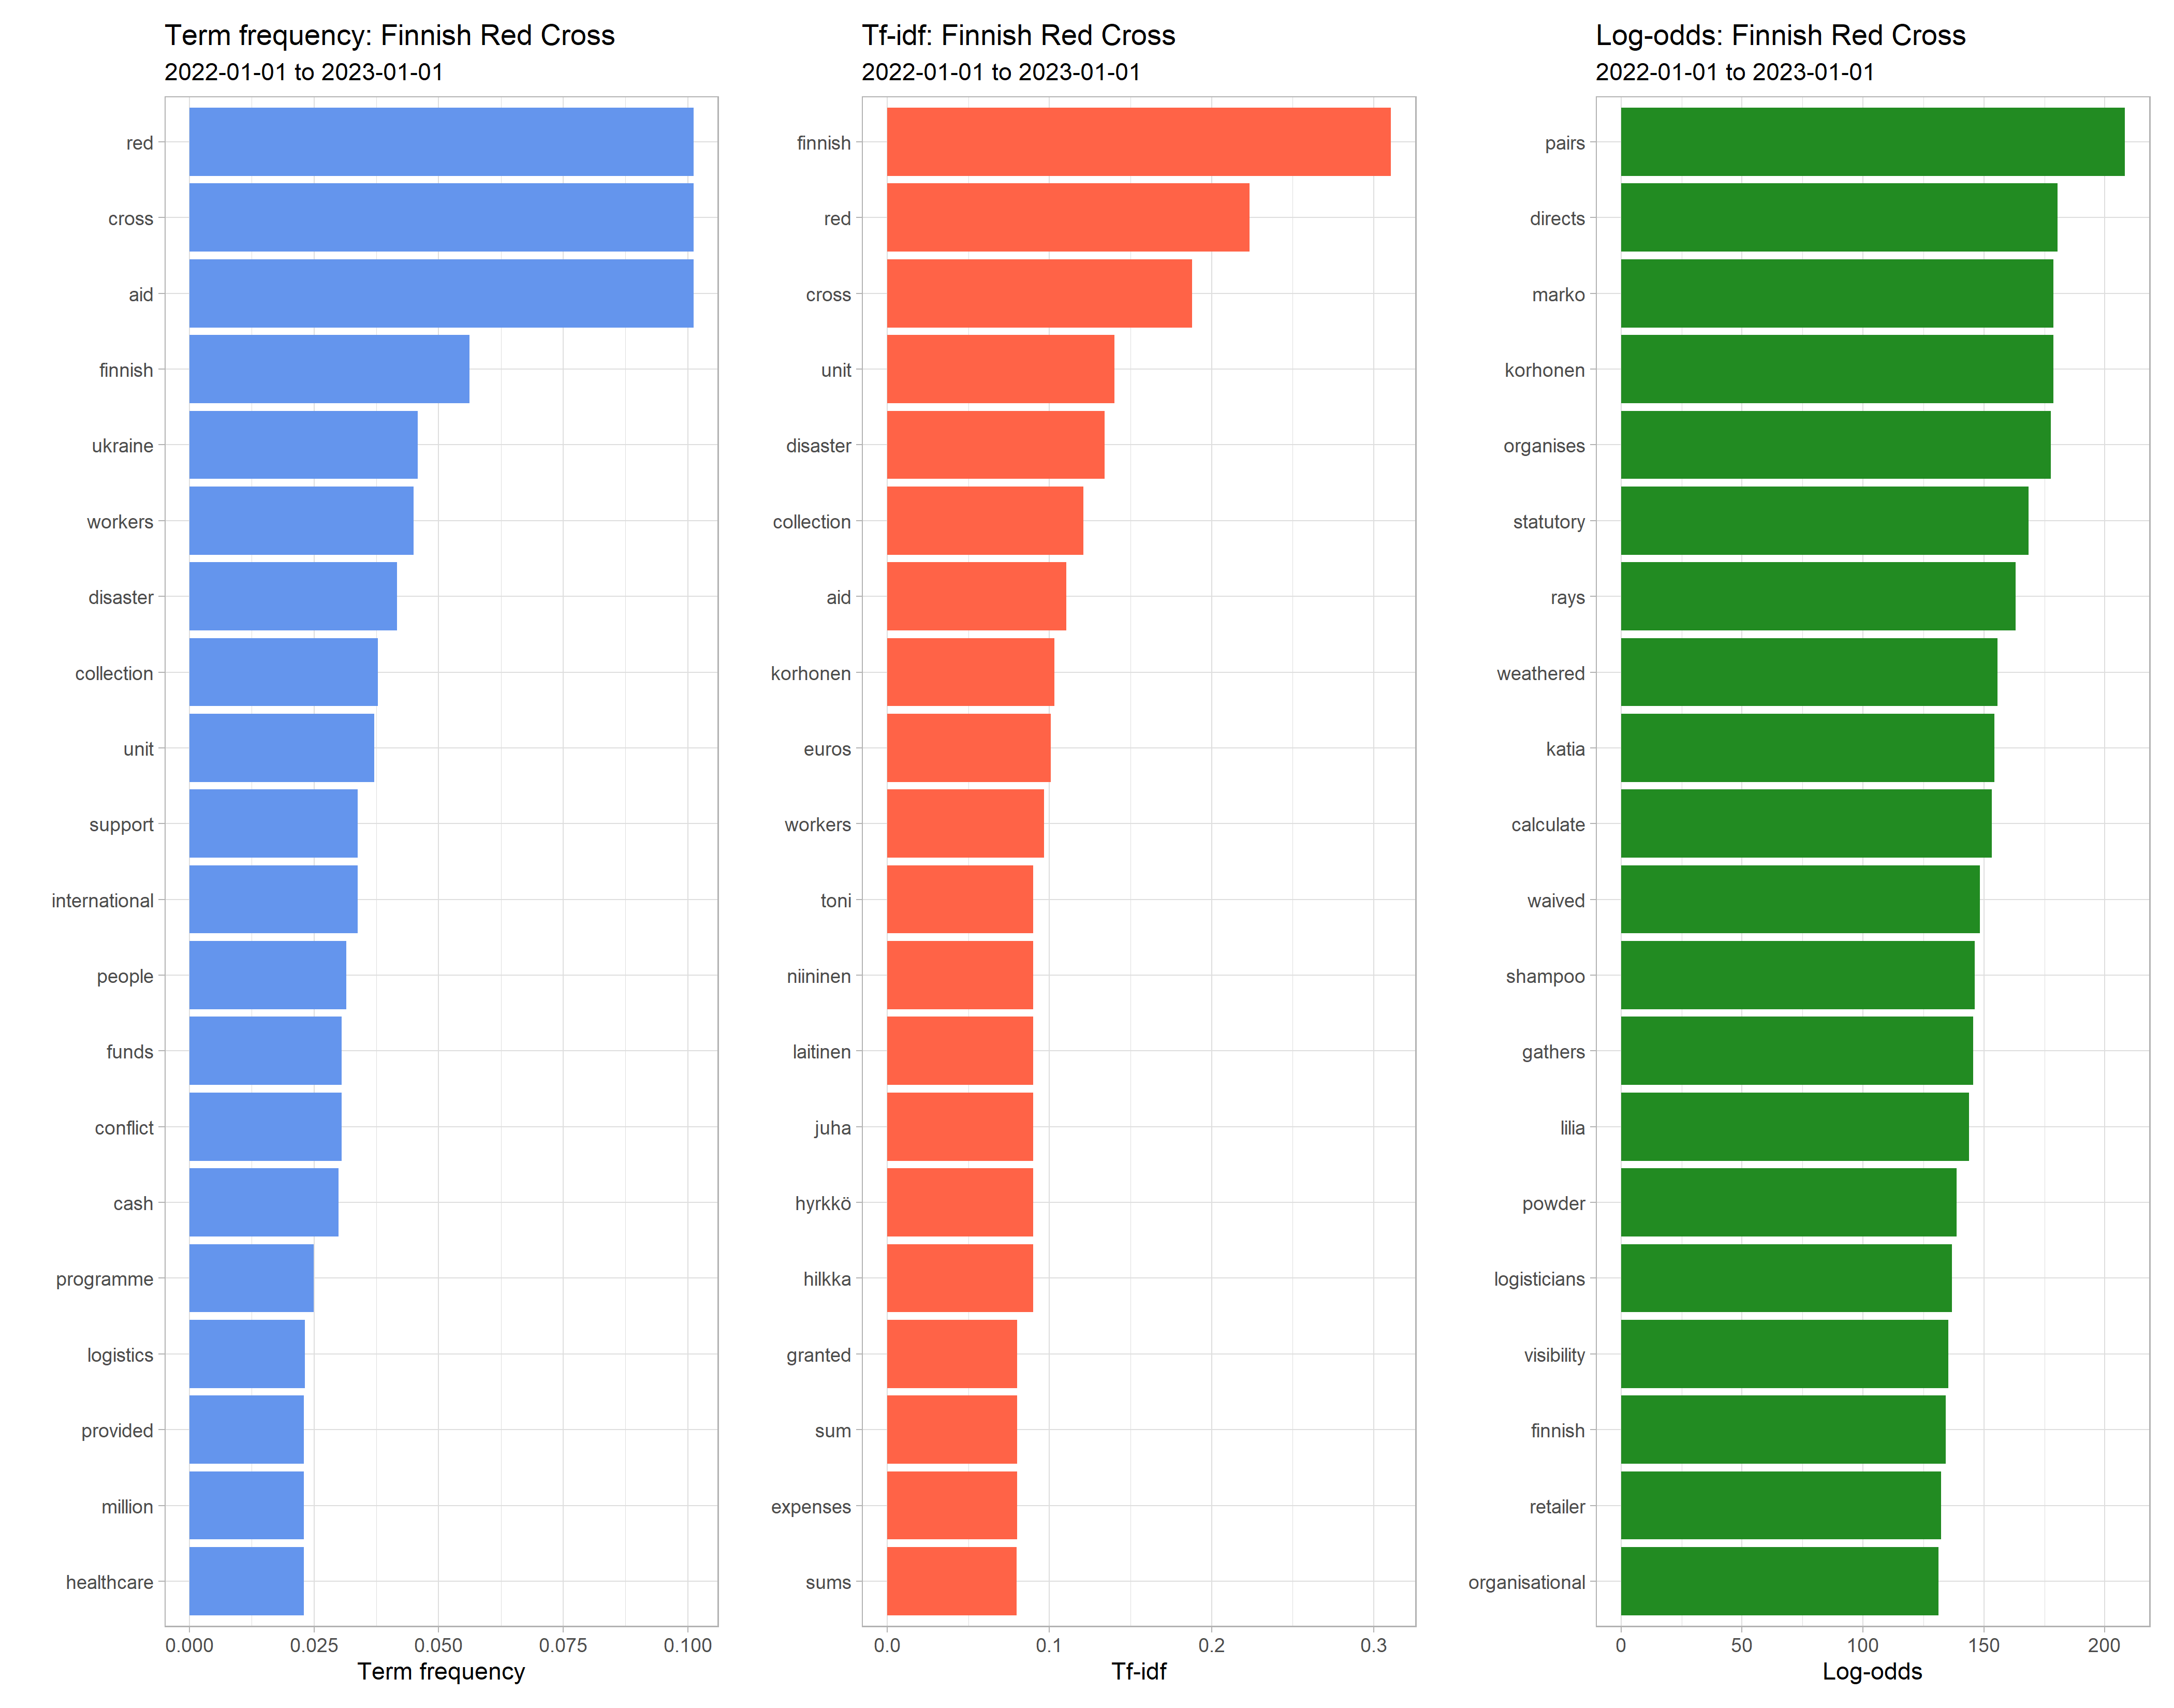 Term frequency: Finnish Red Cross
2022-01-01 to 2023-01-01
red
cross
aid
finnish
ukraine
workers
disaster
collection
unit
support
international
people
funds
conflict
cash
programme
logistics
provided
million
healthcare
0.000 0.025 0.050 0.075 0.100
Term frequency
Tf-idf: Finnish Red Cross
2022-01-01 to 2023-01-01
finnish
red
cross
unit
disaster
collection
aid
korhonen
euros
workers
toni
niininen
laitinen
juha
hyrkkö
hilkka
granted
sum
expenses
sums
0.0 0.1 0.2 0.3
Tf-idf
Log-odds: Finnish Red Cross
2022-01-01 to 2023-01-01
pairs
directs
marko
korhonen
organises
statutory
rays
weathered
katia
calculate
waived
shampoo
gathers
lilia
powder
logisticians
visibility
finnish
retailer
organisational
0 50 100 150 200
Log-odds